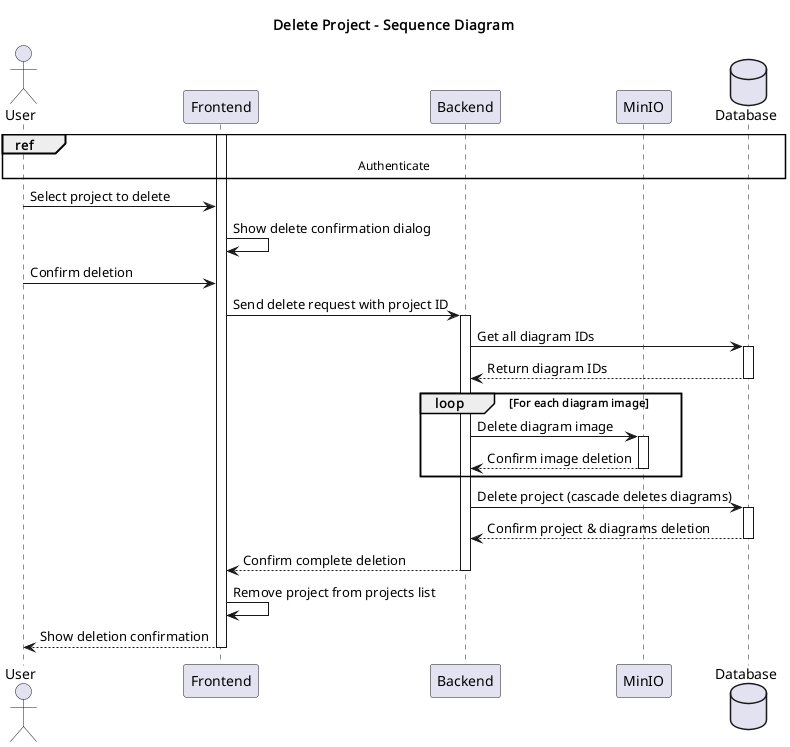 Delete Project - Sequence Diagram
User
Frontend
Backend
MinIO
Database
ref
Authenticate
Select project to delete
Show delete confirmation dialog
Confirm deletion
Send delete request with project ID
Get all diagram IDs
Return diagram IDs
loop [For each diagram image]
Delete diagram image
Confirm image deletion
Delete project (cascade deletes diagrams)
Confirm project & diagrams deletion
Confirm complete deletion
Remove project from projects list
Show deletion confirmation
User
Frontend
Backend
MinIO
Database